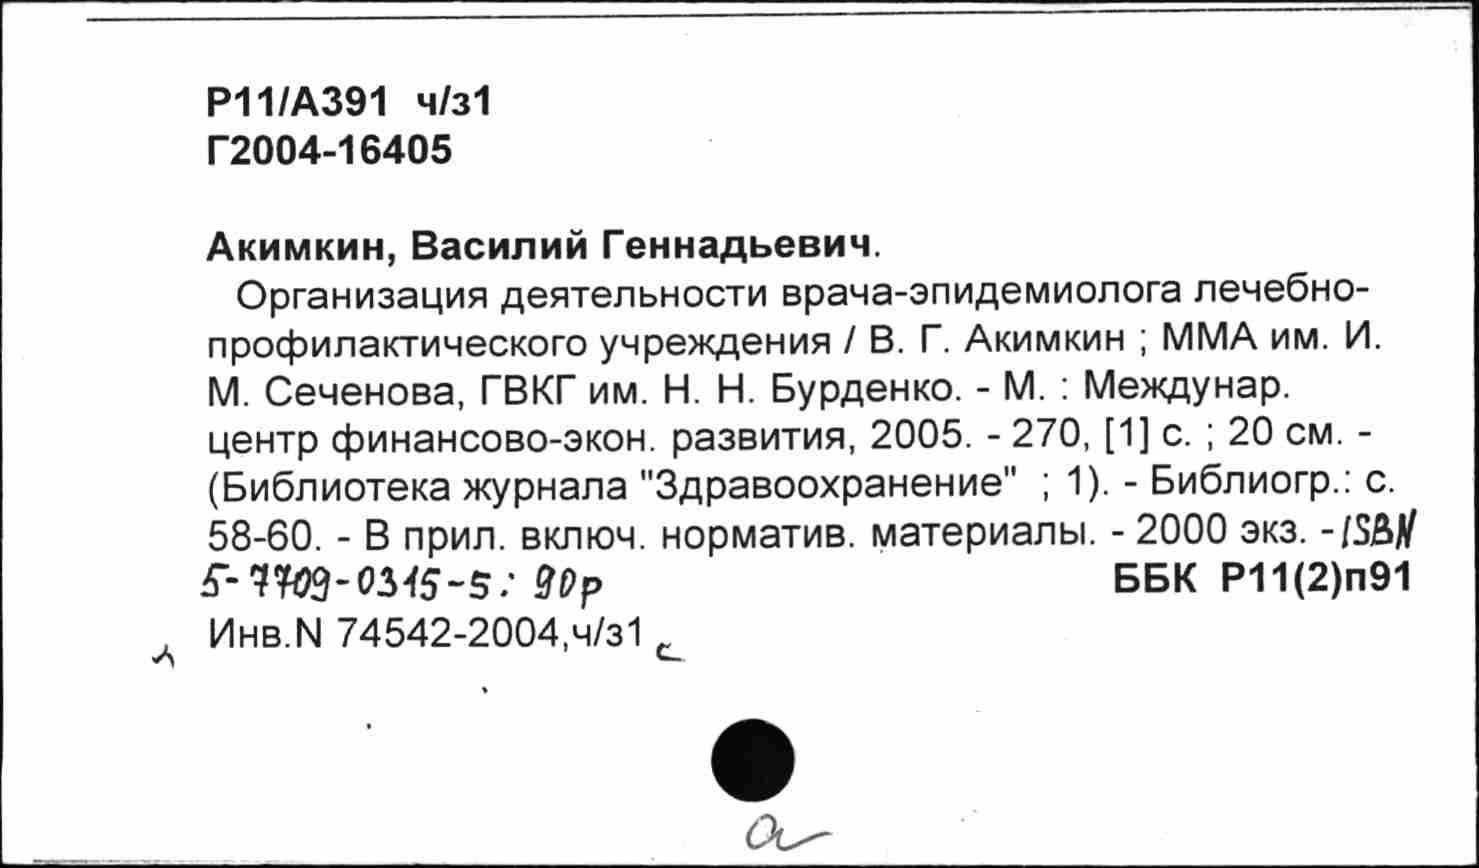 Р11/А391 ч/з1
Г2004-16405
Акимкин, Василий Геннадьевич.
Организация деятельности врача-эпидемиолога лечебно-
профилактического учреждения / В. Г. Акимкин ; ММА им. И.
М. Сеченова, ГВКГ им. Н. Н. Бурденко. - М. : Междунар.
центр финансово-экон. развития, 2005. - 270, [1] с. ; 20 см. -
(Библиотека журнала "Здравоохранение" ; 1). - Библиогр.: с.
58-60. - В прил. включ. норматив. материалы. - 2000 экз. - ISBN
5-7709-0315-5: 90р ББК Р11(2)п91
Инв.N 74542-2004,ч/з1 с
а